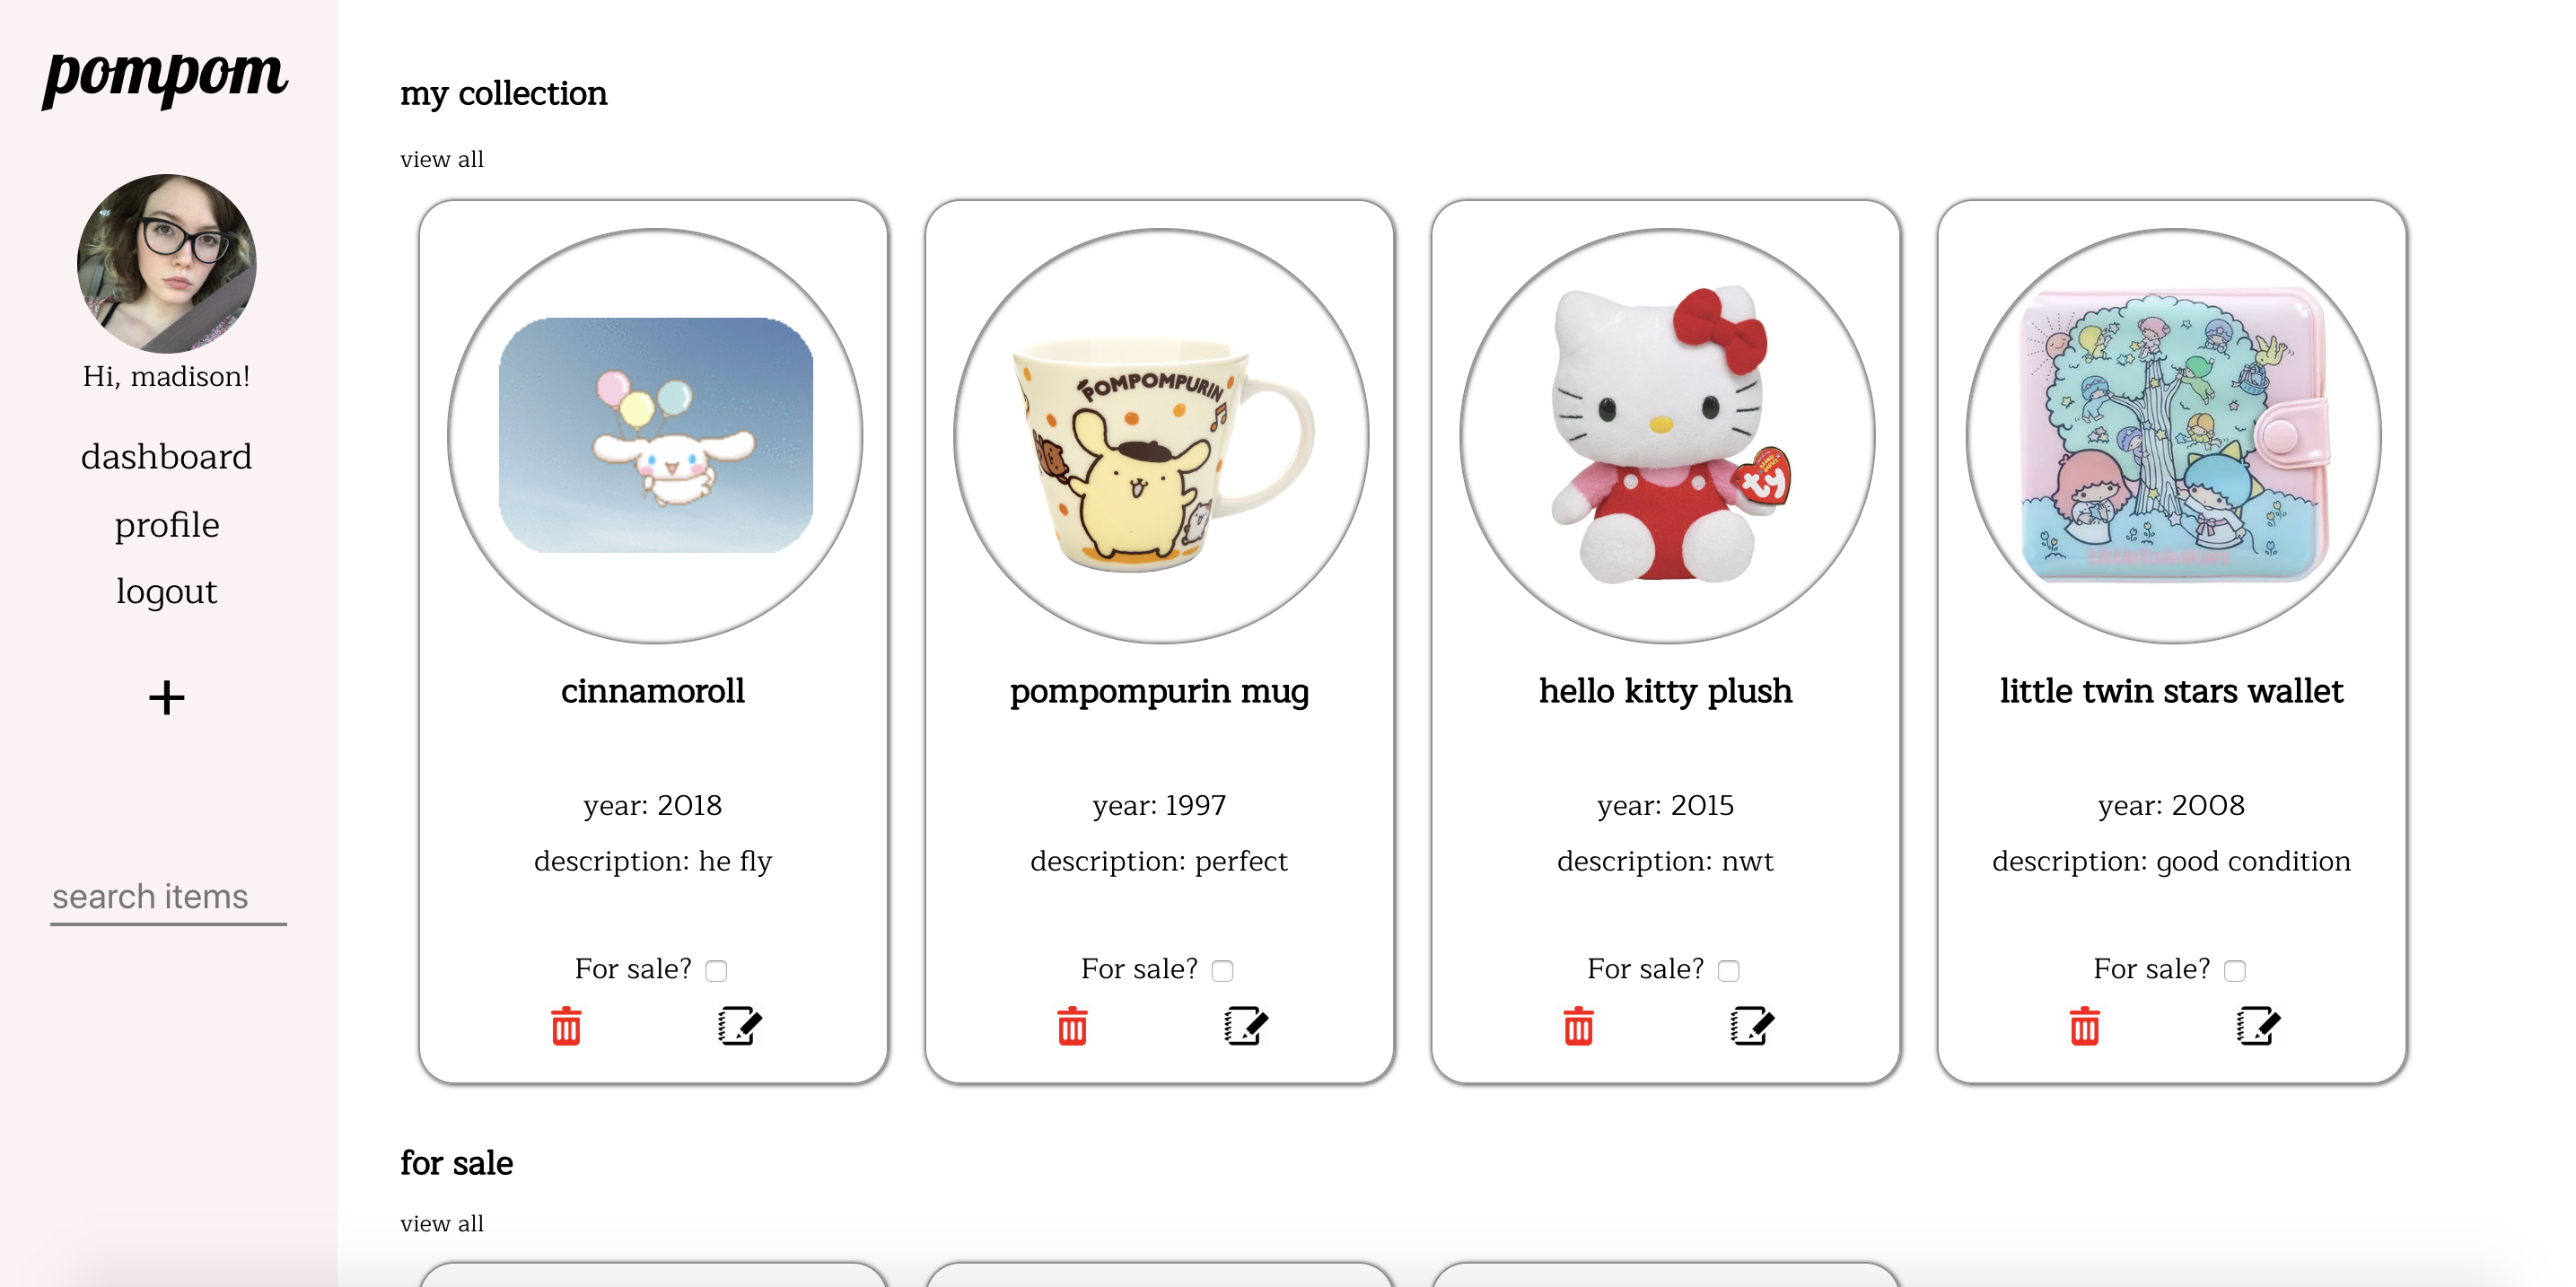 pompom
Hi, madison!
dashboard
profile
logout
+
search items
my collection
view all
POMPOMPURIN
ty
cinnamoroll
year: 2018
description: he fly
For sale?
pompompurin mug
year: 1997
description: perfect
For sale?
hello kitty plush
year: 2015
description: nwt
For sale?
little twin stars wallet
year: 2008
description: good condition
For sale?
for sale
view all